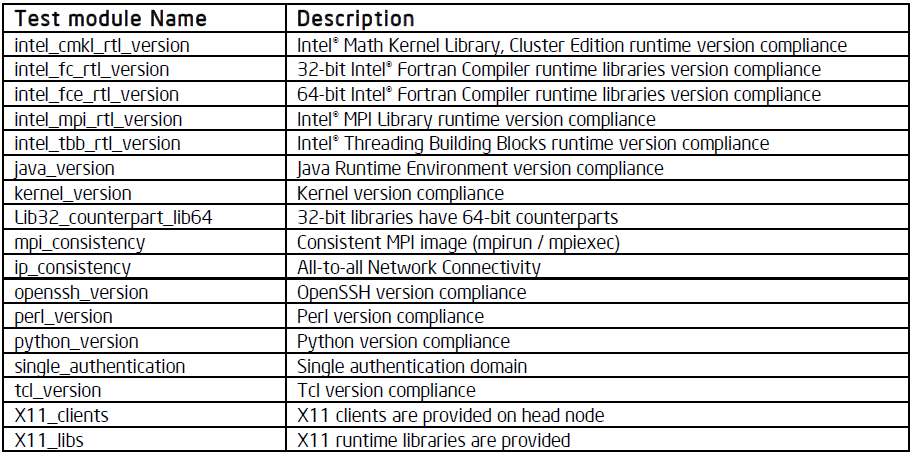 Test module Name Description
intel_cmkl_rtl_version Intel® Math Kernel Library, Cluster Edition runtime version compliance
intel_fc_rtl_version 32-bit Intel® Fortran Compiler runtime libraries version compliance
intel_fce_rtl_version 64-bit Intel® Fortran Compiler runtime libraries version compliance
intel_mpi_rtl_version Intel® MPI Library runtime version compliance
intel_tbb_rtl_version Intel® Threading Building Blocks runtime version compliance
java_version Java Runtime Environment version compliance
kernel_version Kernel version compliance
Lib32_counterpart_lib64 32-bit libraries have 64-bit counterparts
mpi_consistency Consistent MPI image (mpirun / mpiexec)
ip_consistency All-to-all Network Connectivity
openssh_version OpenSSH version compliance
perl_version Perl version compliance
python_version Python version compliance
single_authentication Single authentication domain
tcl_version Tcl version compliance
X11_clients X11 clients are provided on head node
X11_libs X11 runtime libraries are provided